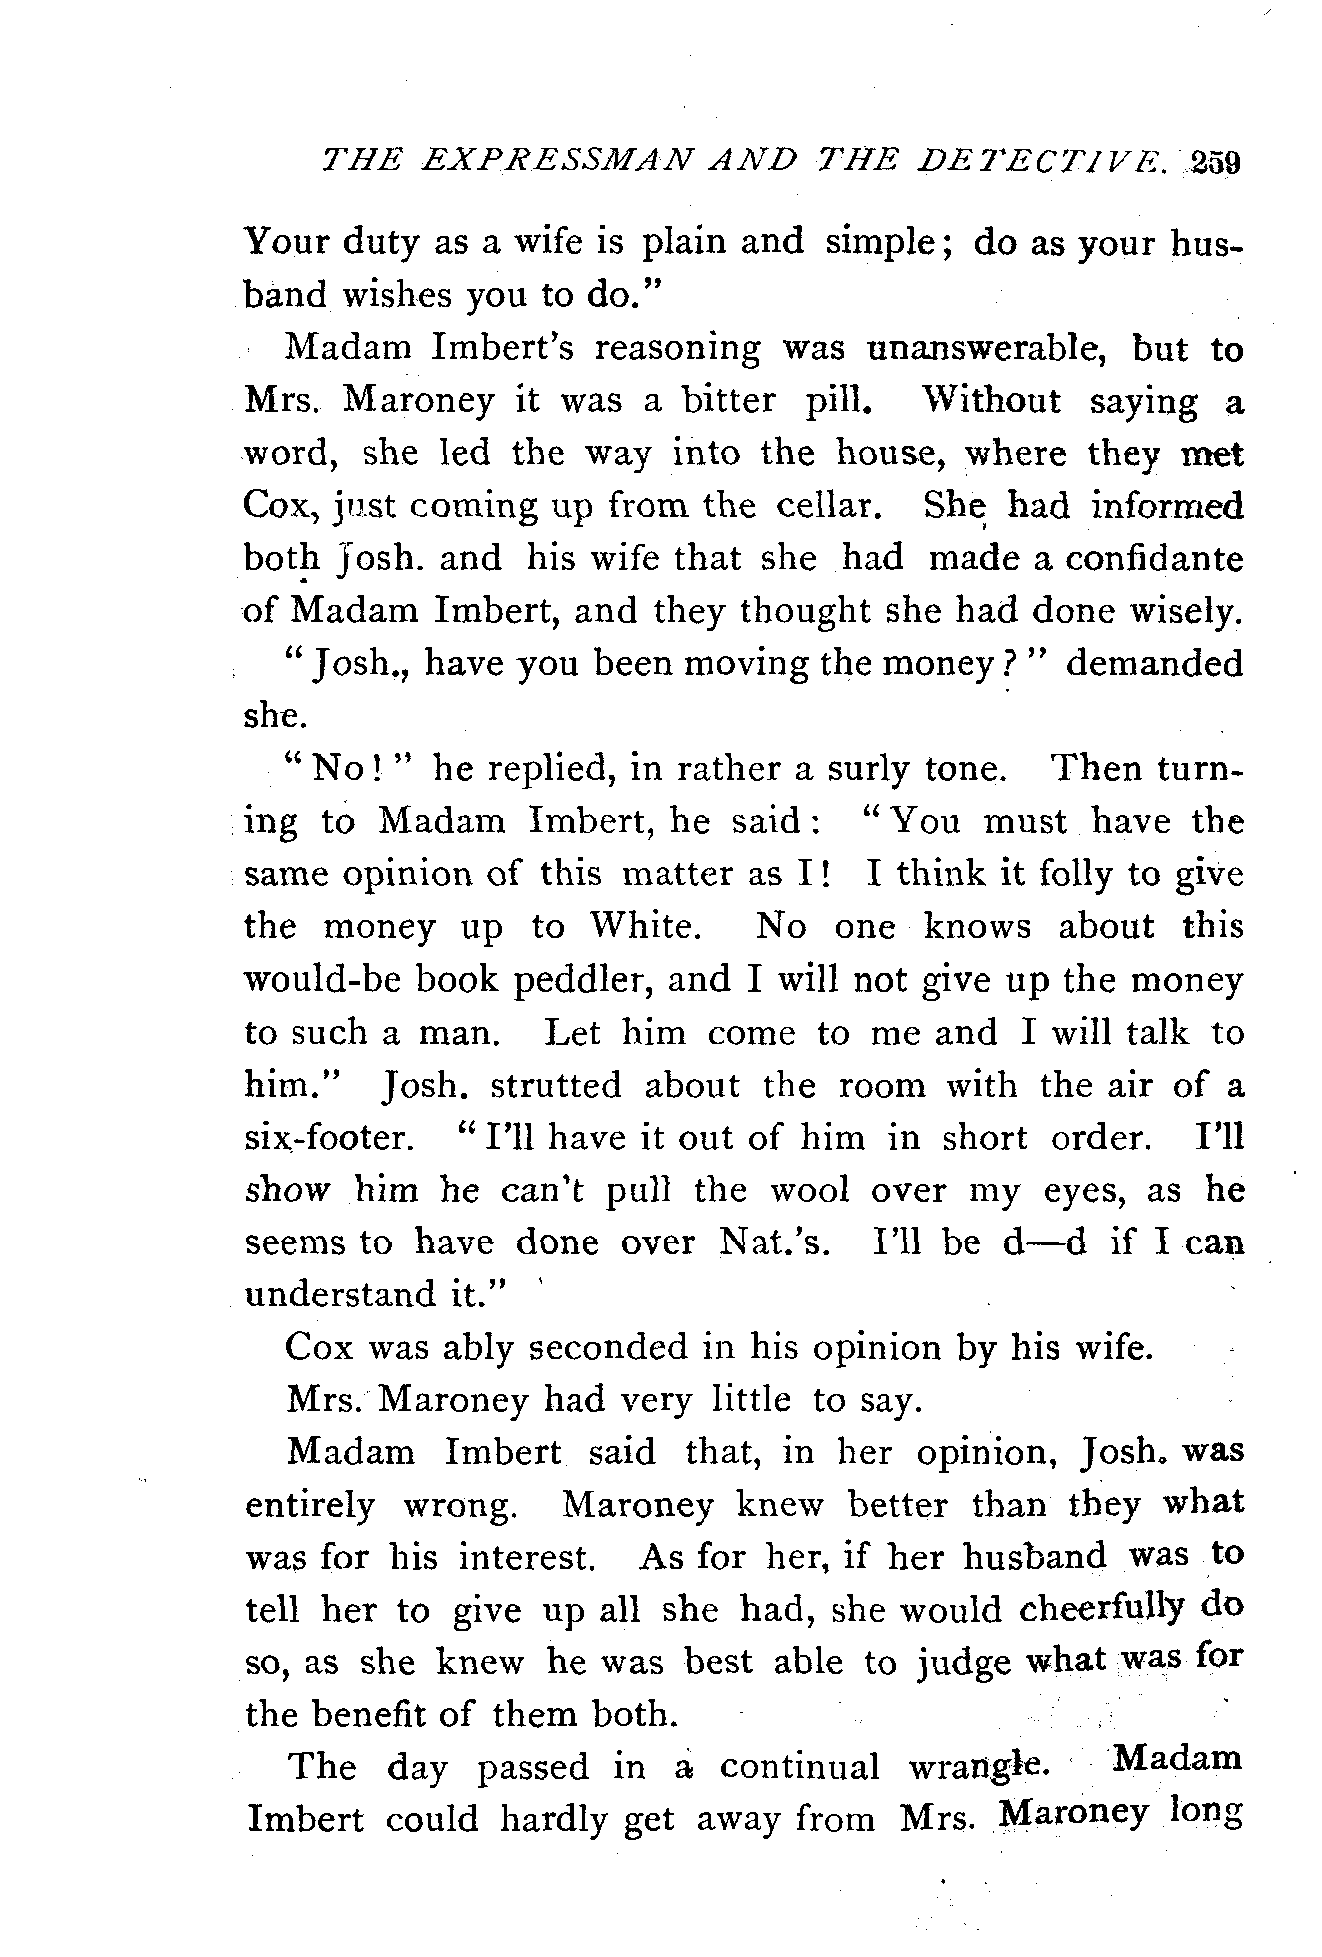 THE EXPRESSMAN AND THE DETECTIVE. 259
Your duty as a wife is plain and simple; do as your hus-
band wishes you to do."
Madam Imbert's reasoning was unanswerable, but to
Mrs. Maroney it was a bitter pill. Without saying a
word, she led the way into the house, where they met
Cox, just coming up from the cellar. She had informed
both Josh. and his wife that she had made a confidante
of Madam Imbert, and they thought she had done wisely.
"Josh., have you been moving the money?" demanded
she.
"No!" he replied, in rather a surly tone. Then turn-
ing to Madam Imbert, he said: "You must have the
same opinion of this matter as I! I think it folly to give
the money up to White. No one knows about this
would-be book peddler, and I will not give up the money
to such a man. Let him come to me and I will talk to
him." Josh. strutted about the room with the air of a
six-footer. "I'll have it out of him in short order. I'll
show him he can't pull the wool over my eyes, as he
seems to have done over Nat.'s. I'll be d—d if I can
understand it."
Cox was ably seconded in his opinion by his wife.
Mrs. Maroney had very little to say.
Madam Imbert said that, in her opinion, Josh. was
entirely wrong. Maroney knew better than they what
was for his interest. As for her, if her husband was to
tell her to give up all she had, she would cheerfully do
so, as she knew he was best able to judge what was for
the benefit of them both.
The day passed in a continual wrangle. Madam
Imbert could hardly get away from Mrs. Maroney long